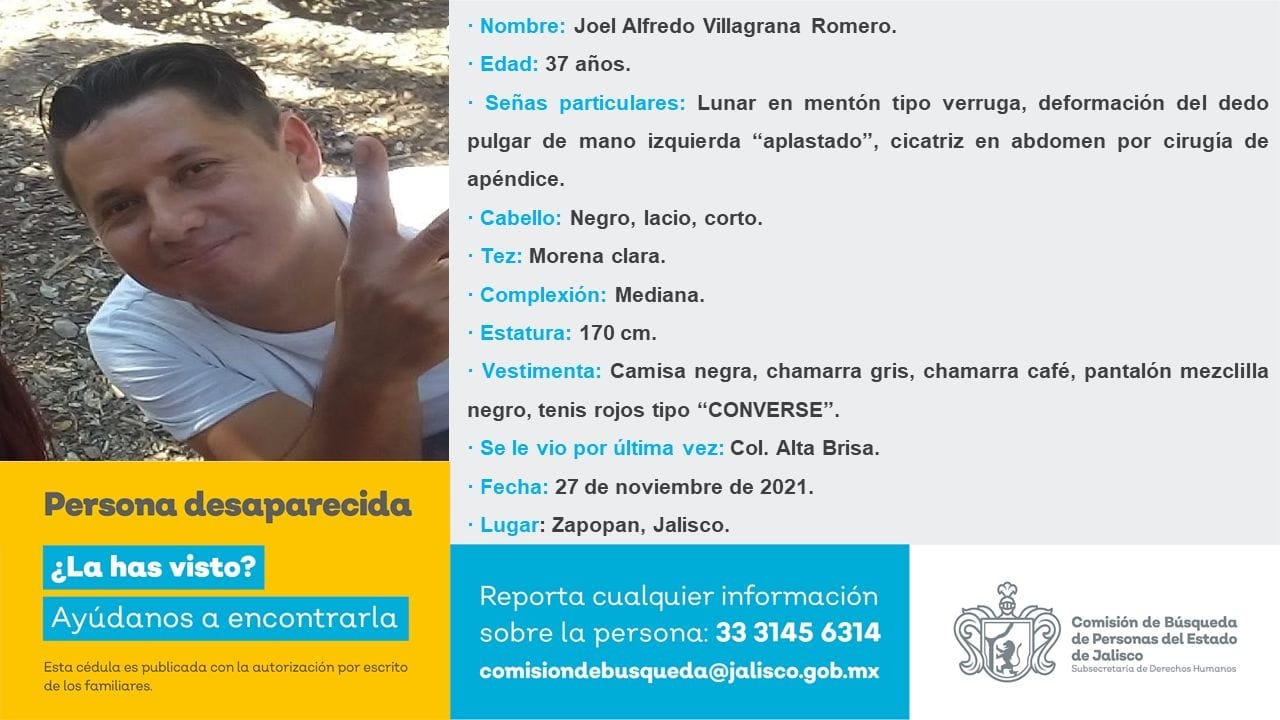 · Nombre: Joel Alfredo Villagrana Romero.
· Edad: 37 años.
· Señas particulares: Lunar en mentón tipo verruga, deformación del dedo
pulgar de mano izquierda “aplastado”, cicatriz en abdomen por cirugía de
apéndice.
· Cabello: Negro, lacio, corto.
· Tez: Morena clara.
· Complexión: Mediana.
· Estatura: 170 cm.
· Vestimenta: Camisa negra, chamarra gris, chamarra café, pantalón mezclilla
negro, tenis rojos tipo “CONVERSE”.
· Se le vio por última vez: Col. Alta Brisa.
· Fecha: 27 de noviembre de 2021.
· Lugar: Zapopan, Jalisco.
Persona desaparecida
¿La has visto?
Ayúdanos a encontrarla
Esta cédula es publicada con la autorización por escrito
de los familiares.
Reporta cualquier información
sobre la persona: 33 3145 6314
comisiondebusqueda@jalisco.gob.mx
Comisión de Búsqueda
de Personas del Estado
de Jalisco
Subsecretaría de Derechos Humanos